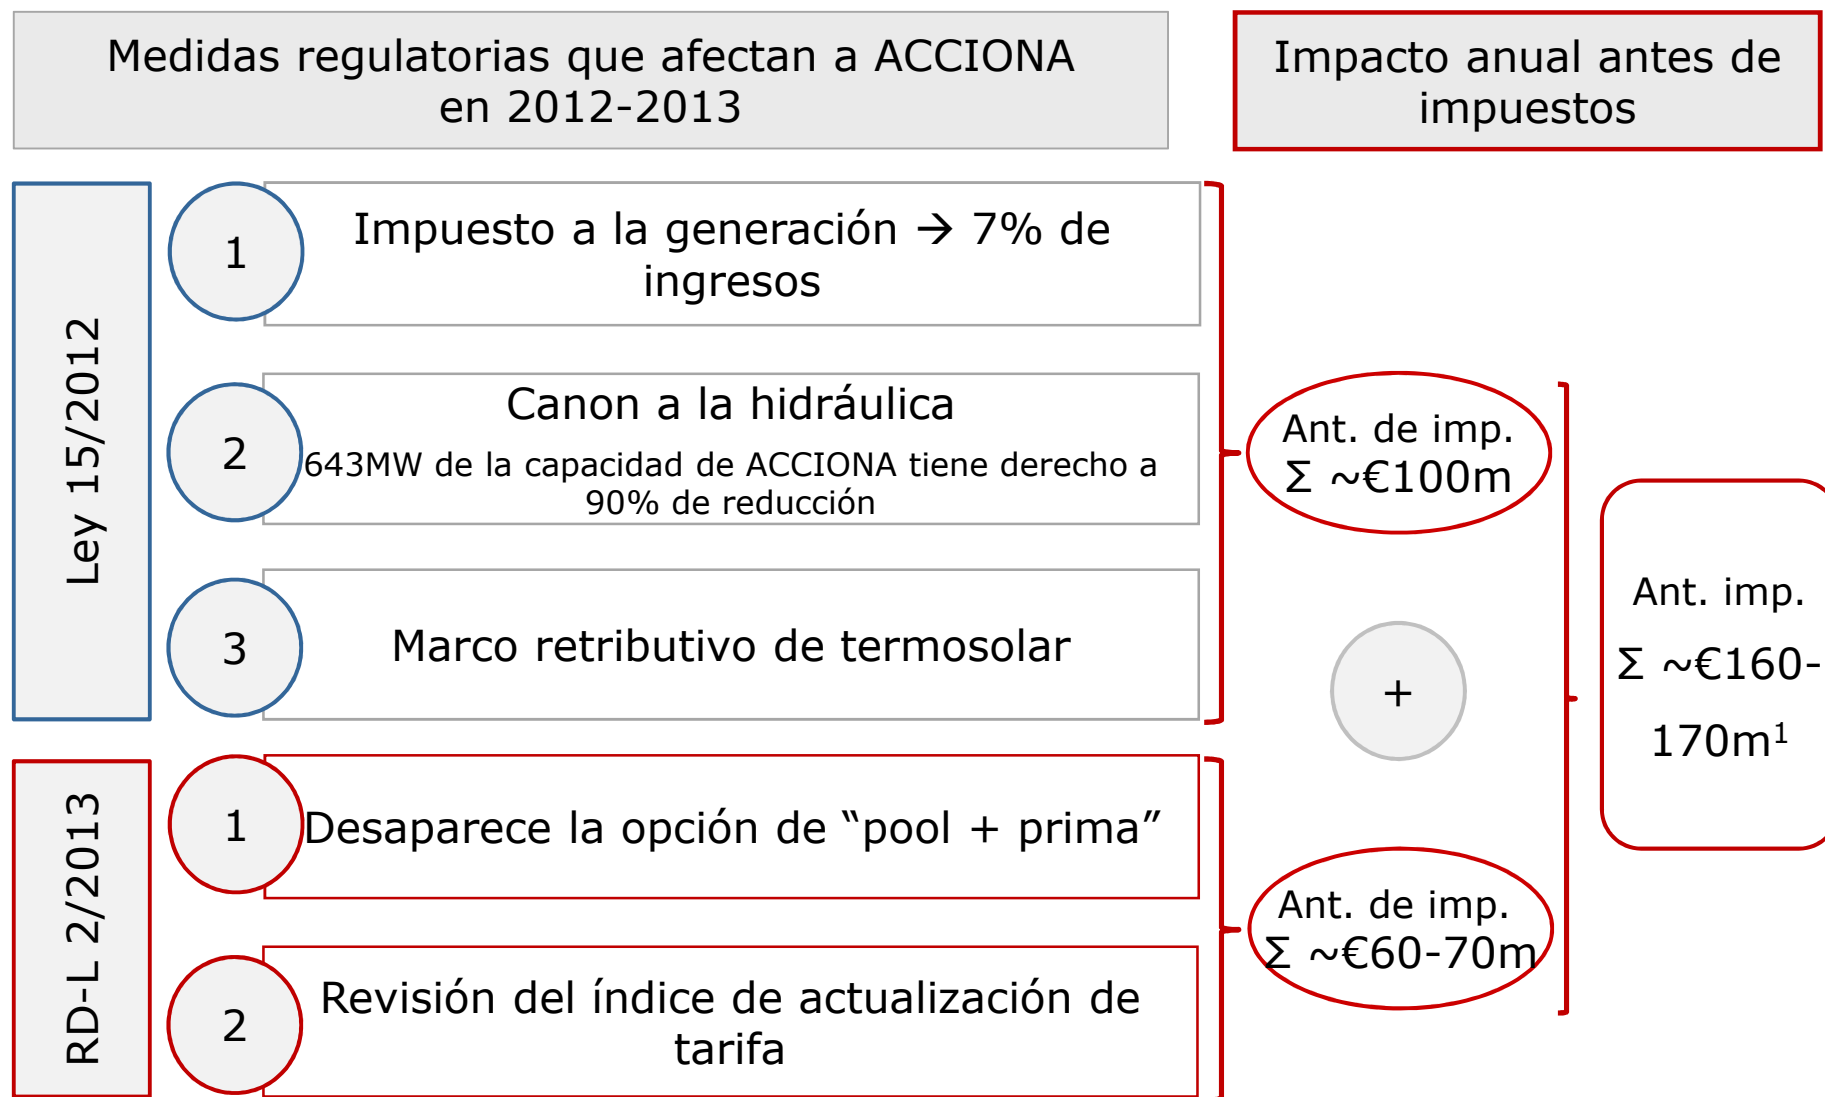 Medidas regulatorias que afectan a ACCIONA
en 2012-2013
Impacto anual antes de
impuestos
Ley 15/2012
1
Impuesto a la generación → 7% de
ingresos
2
Canon a la hidráulica
643MW de la capacidad de ACCIONA tiene derecho a
90% de reducción
3
Marco retributivo de termosolar
Ant. de imp.
Σ ~€100m
+
Ant. imp.
Σ ~€160-
170m¹
RD-L 2/2013
1
Desaparece la opción de “pool + prima”
2
Revisión del índice de actualización de
tarifa
Ant. de imp.
Σ ~€60-70m